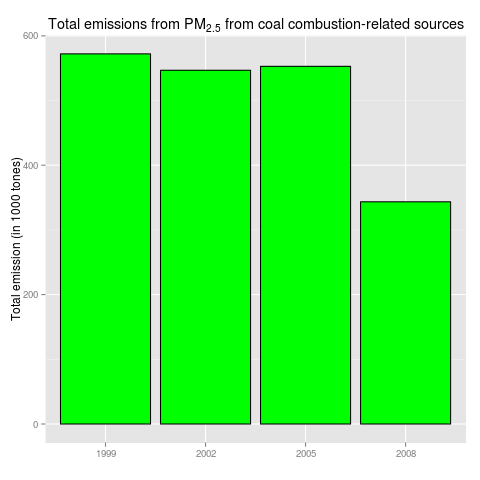 Total emissions from PM2.5 from coal combustion-related sources
Total emission (in 1000 tones)
600
400
200
0
1999 2002 2005 2008